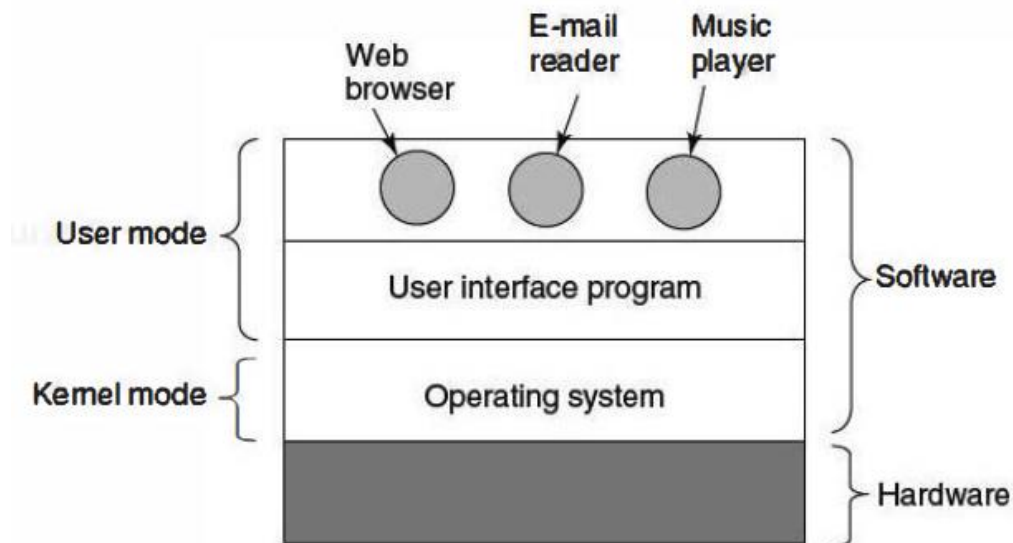 Web
browser
E-mail
reader
Music
player
User mode
User interface program
Software
Kernel mode
Operating system
Hardware